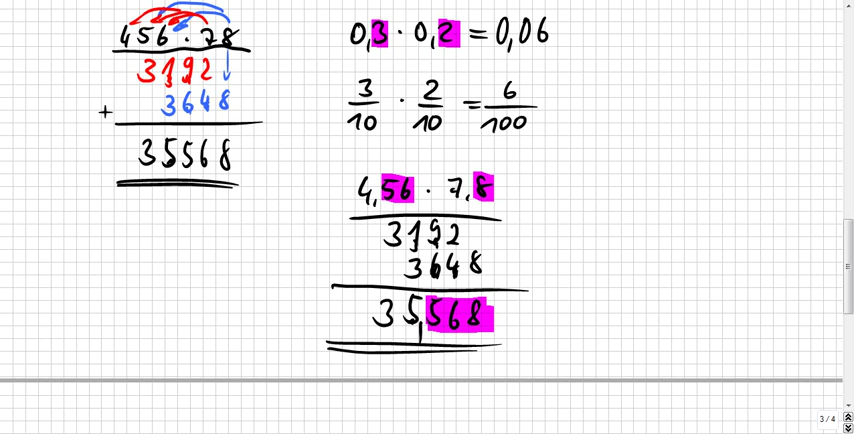 456 · 78
3192
+ 3648
35568
0,3 · 0,2 = 0,06
3/10 · 2/10 = 6/100
4,56 · 7,8
3192
3648
35,568
3 / 4